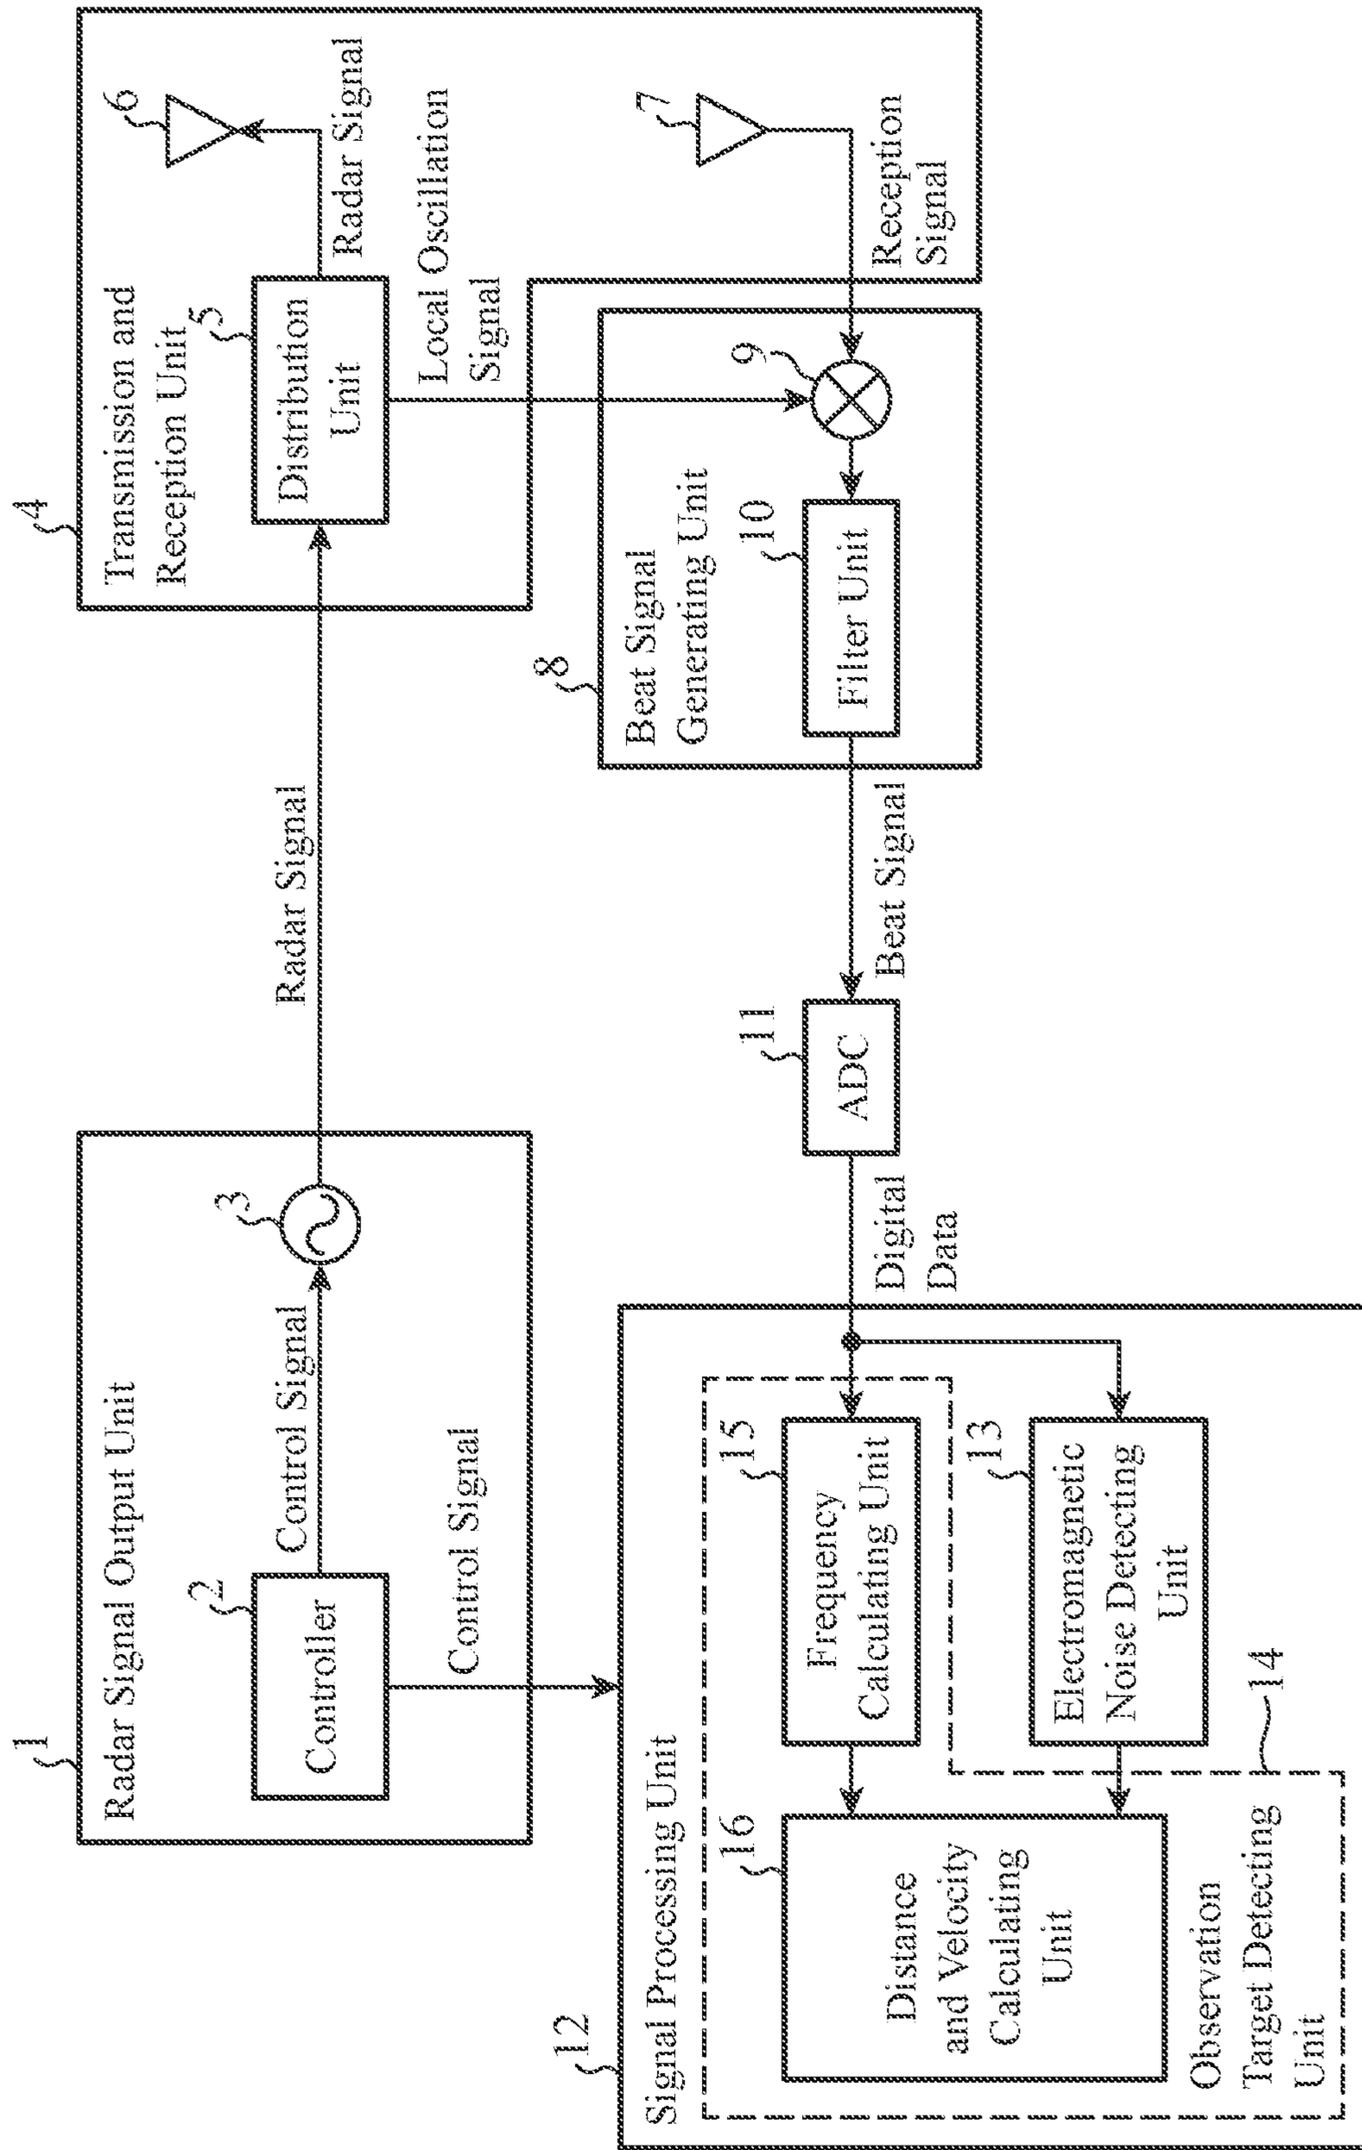 1
Radar Signal Output Unit
2
Controller
Control Signal
3
Control Signal
Radar Signal
4
Transmission and
Reception Unit
5
Distribution
Unit
6
Radar Signal
Local Oscillation
Signal
7
Reception
Signal
8
Beat Signal
Generating Unit
9
10
Filter Unit
Beat Signal
11
ADC
Digital
Data
12
Signal Processing Unit
15
Frequency
Calculating Unit
13
Electromagnetic
Noise Detecting
Unit
16
Distance
and Velocity
Calculating
Unit
14
Observation
Target Detecting
Unit